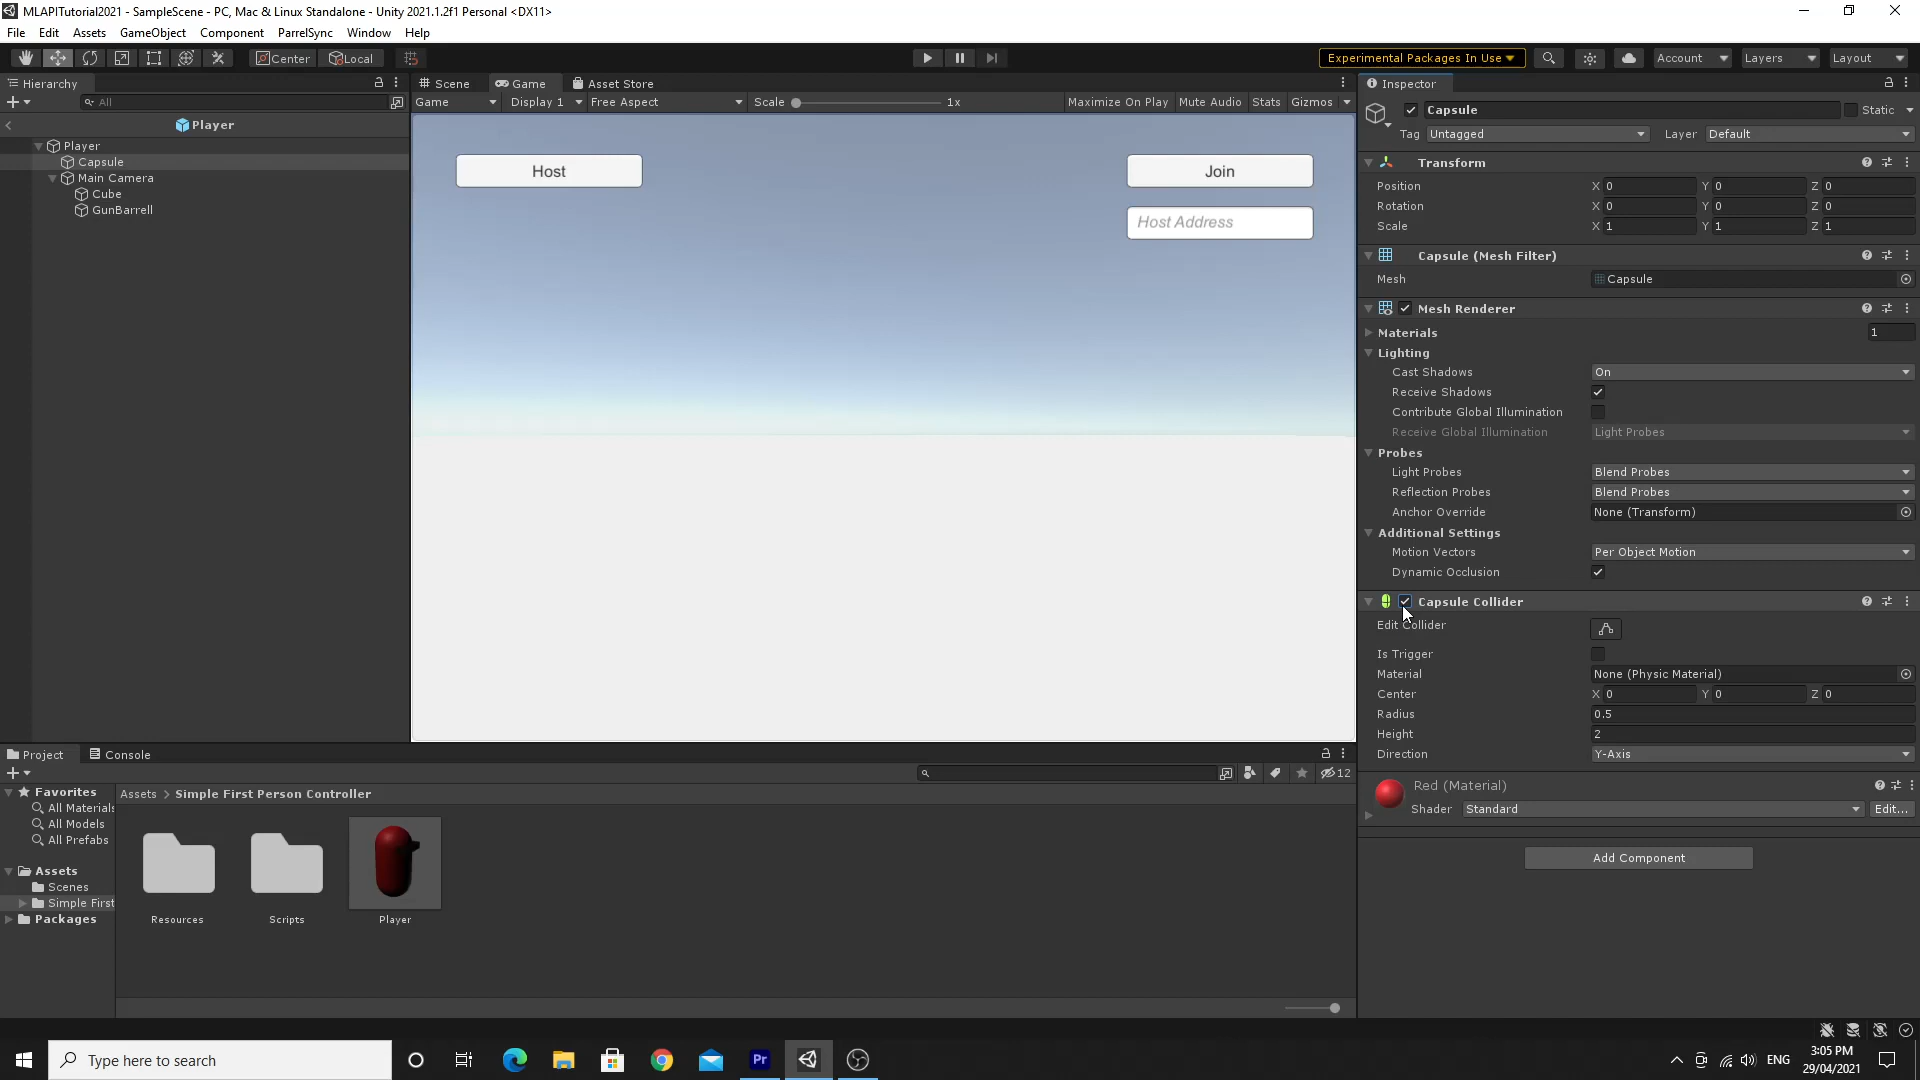 MLAPITutorial2021 - SampleScene - PC, Mac & Linux Standalone - Unity 2021.1.2f1 Personal <DX11>
File Edit Assets GameObject Component ParrelSync Window Help
Center Local Experimental Packages In Use Account Layers Layout
Hierarchy
All
Player
Player
Capsule
Main Camera
Cube
GunBarrell
Scene Game Asset Store
Game Display 1 Free Aspect Scale 1x Maximize On Play Mute Audio Stats Gizmos
Host
Join
Host Address
Inspector
Capsule Static
Tag Untagged Layer Default
Transform
Position X 0 Y 0 Z 0
Rotation X 0 Y 0 Z 0
Scale X 1 Y 1 Z 1
Capsule (Mesh Filter)
Mesh Capsule
Mesh Renderer
Materials 1
Lighting
Cast Shadows On
Receive Shadows
Contribute Global Illumination
Receive Global Illumination Light Probes
Probes
Light Probes Blend Probes
Reflection Probes Blend Probes
Anchor Override None (Transform)
Additional Settings
Motion Vectors Per Object Motion
Dynamic Occlusion
Capsule Collider
Edit Collider
Is Trigger
Material None (Physic Material)
Center X 0 Y 0 Z 0
Radius 0.5
Height 2
Direction Y-Axis
Red (Material)
Shader Standard Edit...
Add Component
Project Console
12
Favorites
All Materials
All Models
All Prefabs
Assets
Scenes
Simple First
Packages
Assets > Simple First Person Controller
Resources Scripts Player
Type here to search
Pr
ENG
3:05 PM
29/04/2021